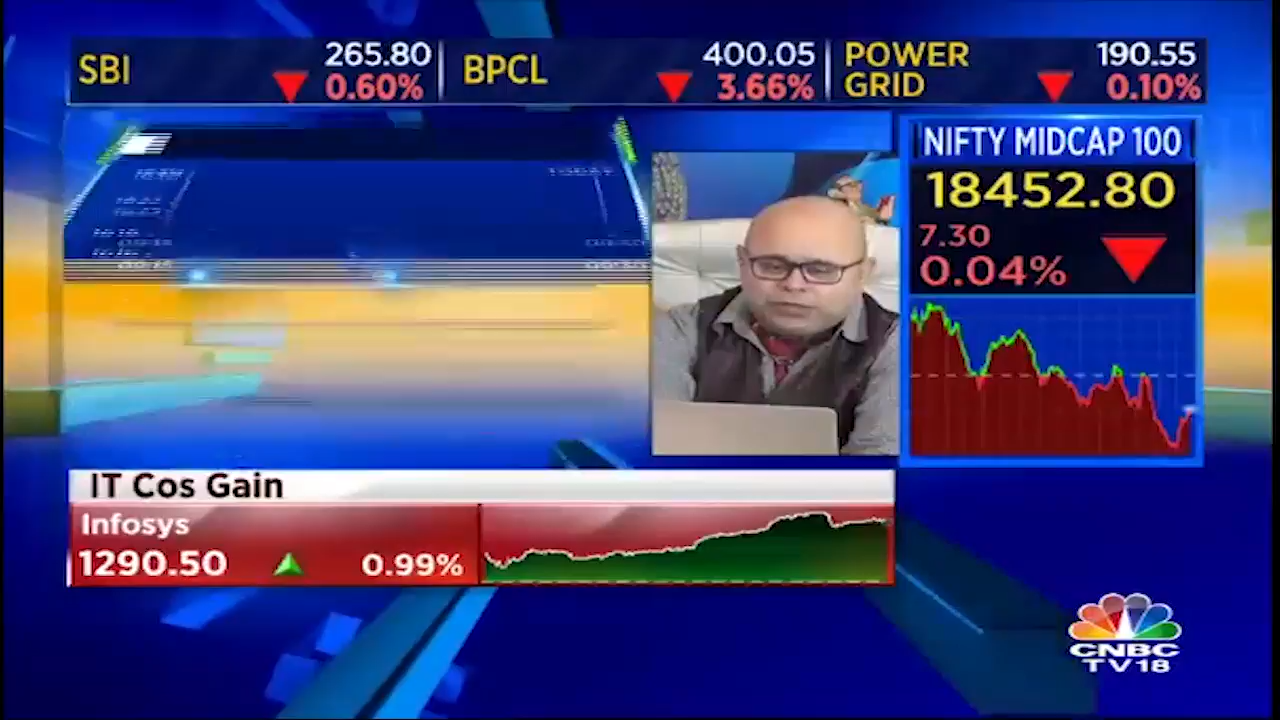 SBI
265.80
0.60%
BPCL
400.05
3.66%
POWER
GRID
190.55
0.10%
NIFTY MIDCAP 100
18452.80
7.30
0.04%
IT Cos Gain
Infosys
1290.50
0.99%
CNBC
TV18